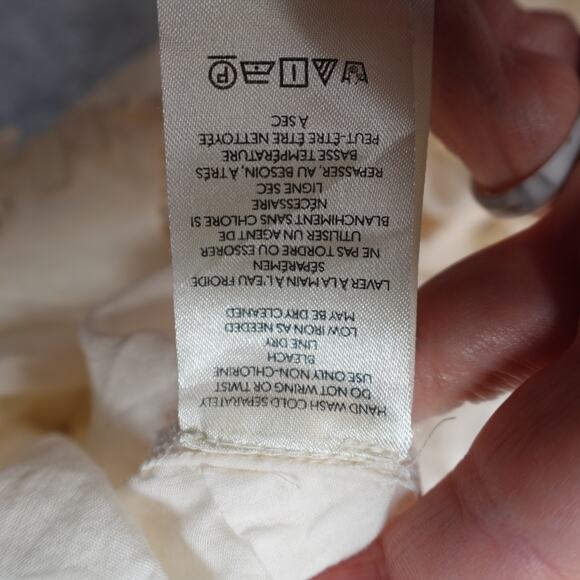 HAND WASH COLD SEPARATELY
DO NOT WRING OR TWIST
USE ONLY NON-CHLORINE
BLEACH
LINE DRY
LOW IRON AS NEEDED
MAY BE DRY CLEANED
LAVER À LA MAIN À L'EAU FROIDE
SÉPARÉMEN
NE PAS TORDRE OU ESSORER
UTILISER UN AGENT DE
BLANCHIMENT SANS CHLORE SI
NÉCESSAIRE
LIGNE SEC
REPASSER, AU BESOIN, À TRÉS
BASSE TEMPÉRATURE
PEUT-ÊTRE ÊTRE NETTOYÉE
A SEC
P